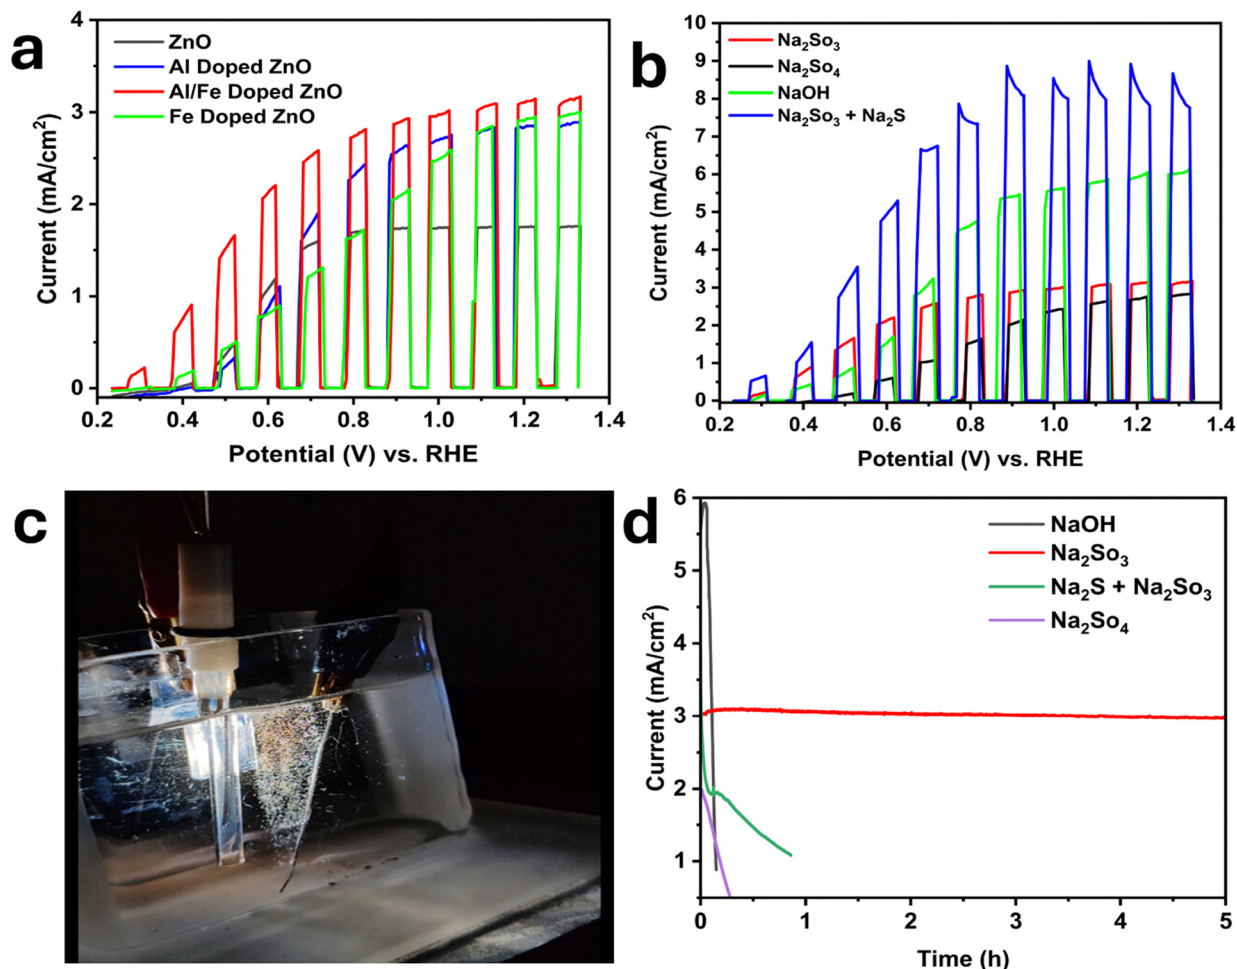 a
4
3
2
1
0
ZnO
Al Doped ZnO
Al/Fe Doped ZnO
Fe Doped ZnO
Current (mA/cm²)
0.2 0.4 0.6 0.8 1.0 1.2 1.4
Potential (V) vs. RHE
b
10
9
8
7
6
5
4
3
2
1
0
Na₂So₃
Na₂So₄
NaOH
Na₂So₃ + Na₂S
Current (mA/cm²)
0.2 0.4 0.6 0.8 1.0 1.2 1.4
Potential (V) vs. RHE
c
d
6
5
4
3
2
1
NaOH
Na₂So₃
Na₂S + Na₂So₃
Na₂So₄
Current (mA/cm²)
0 1 2 3 4 5
Time (h)